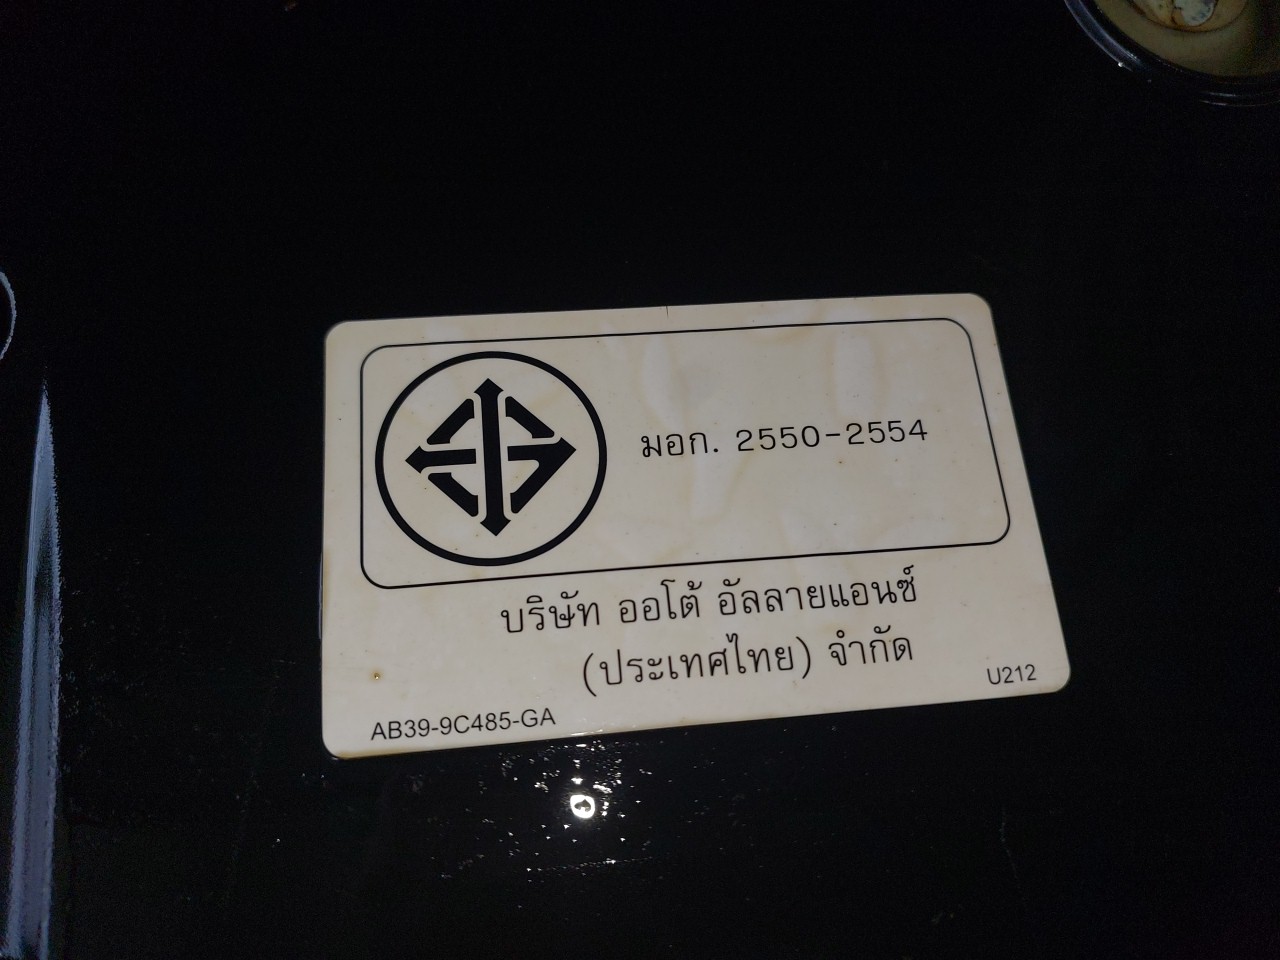 มอก. 2550-2554
บริษัท ออโต้ อัลลายแอนซ์
(ประเทศไทย) จำกัด
AB39-9C485-GA
U212